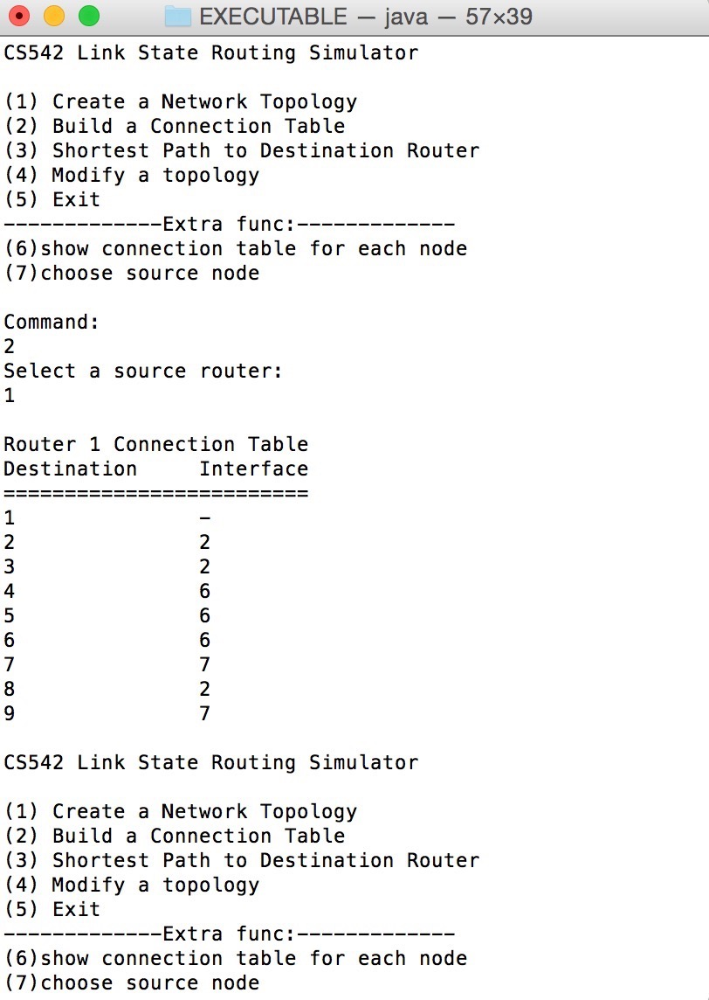 EXECUTABLE — java — 57×39
CS542 Link State Routing Simulator
(1) Create a Network Topology
(2) Build a Connection Table
(3) Shortest Path to Destination Router
(4) Modify a topology
(5) Exit
-------------Extra func:-------------
(6)show connection table for each node
(7)choose source node
Command:
2
Select a source router:
1
Router 1 Connection Table
Destination     Interface
=========================
1               -
2               2
3               2
4               6
5               6
6               6
7               7
8               2
9               7
CS542 Link State Routing Simulator
(1) Create a Network Topology
(2) Build a Connection Table
(3) Shortest Path to Destination Router
(4) Modify a topology
(5) Exit
-------------Extra func:-------------
(6)show connection table for each node
(7)choose source node